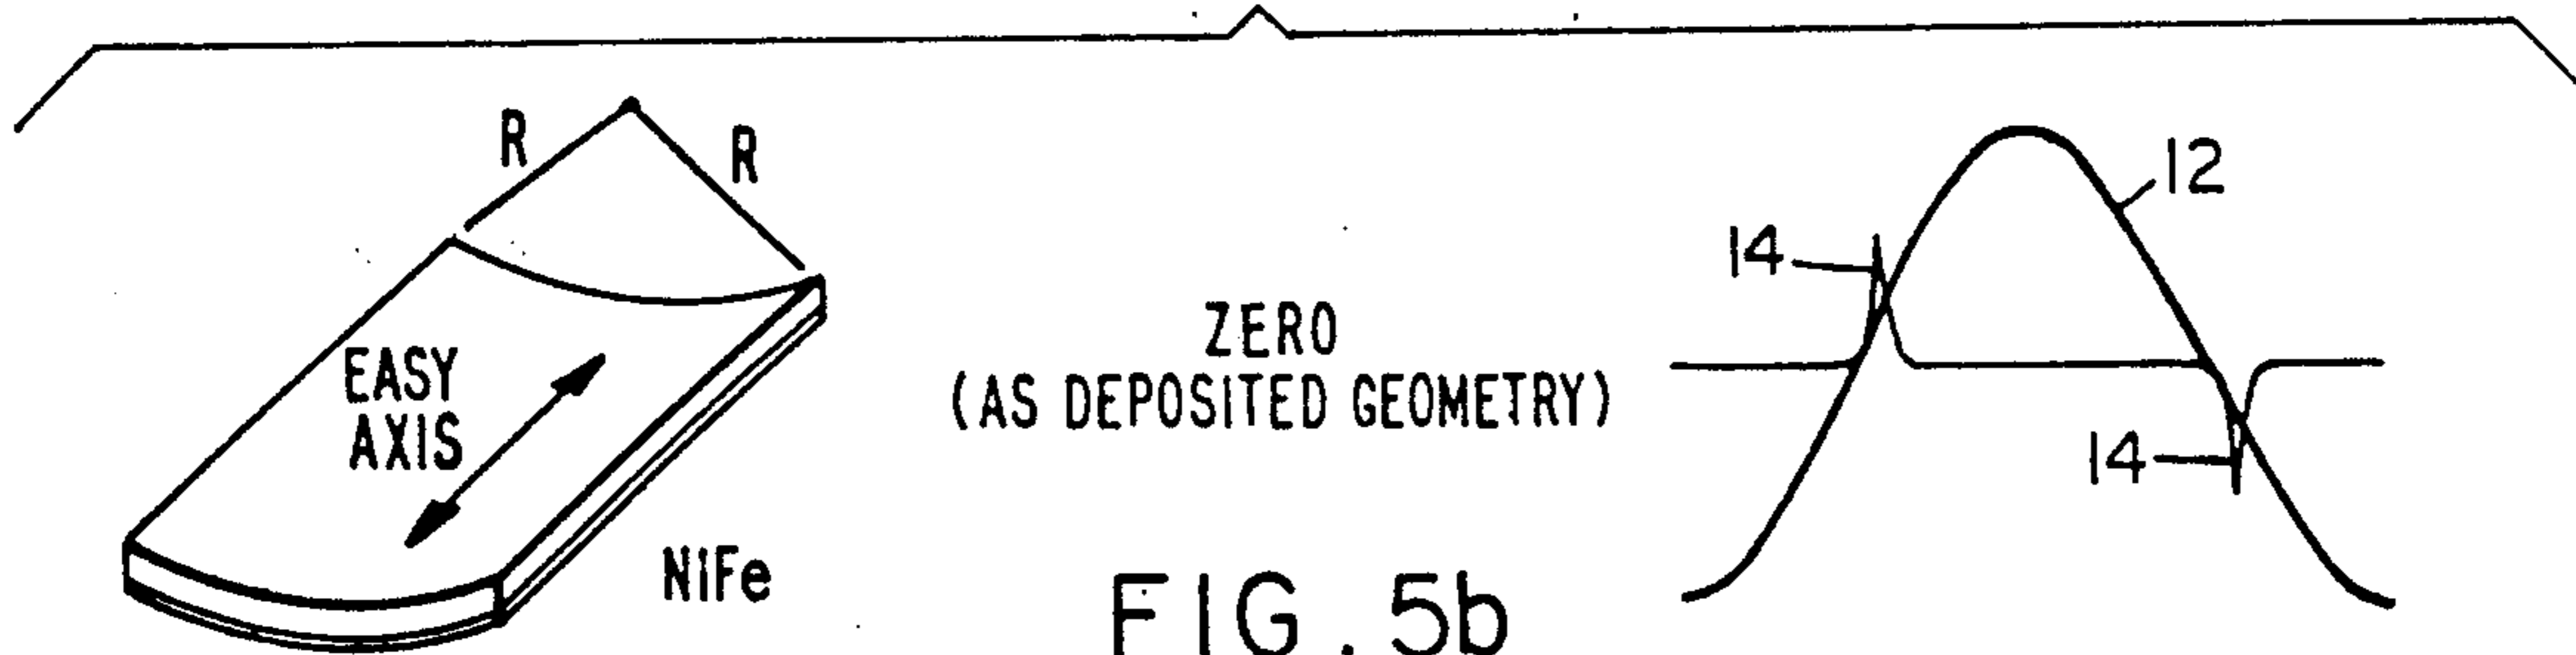 R
R
EASY
AXIS
NiFe
ZERO
(AS DEPOSITED GEOMETRY)
12
14
14
FIG. 5b